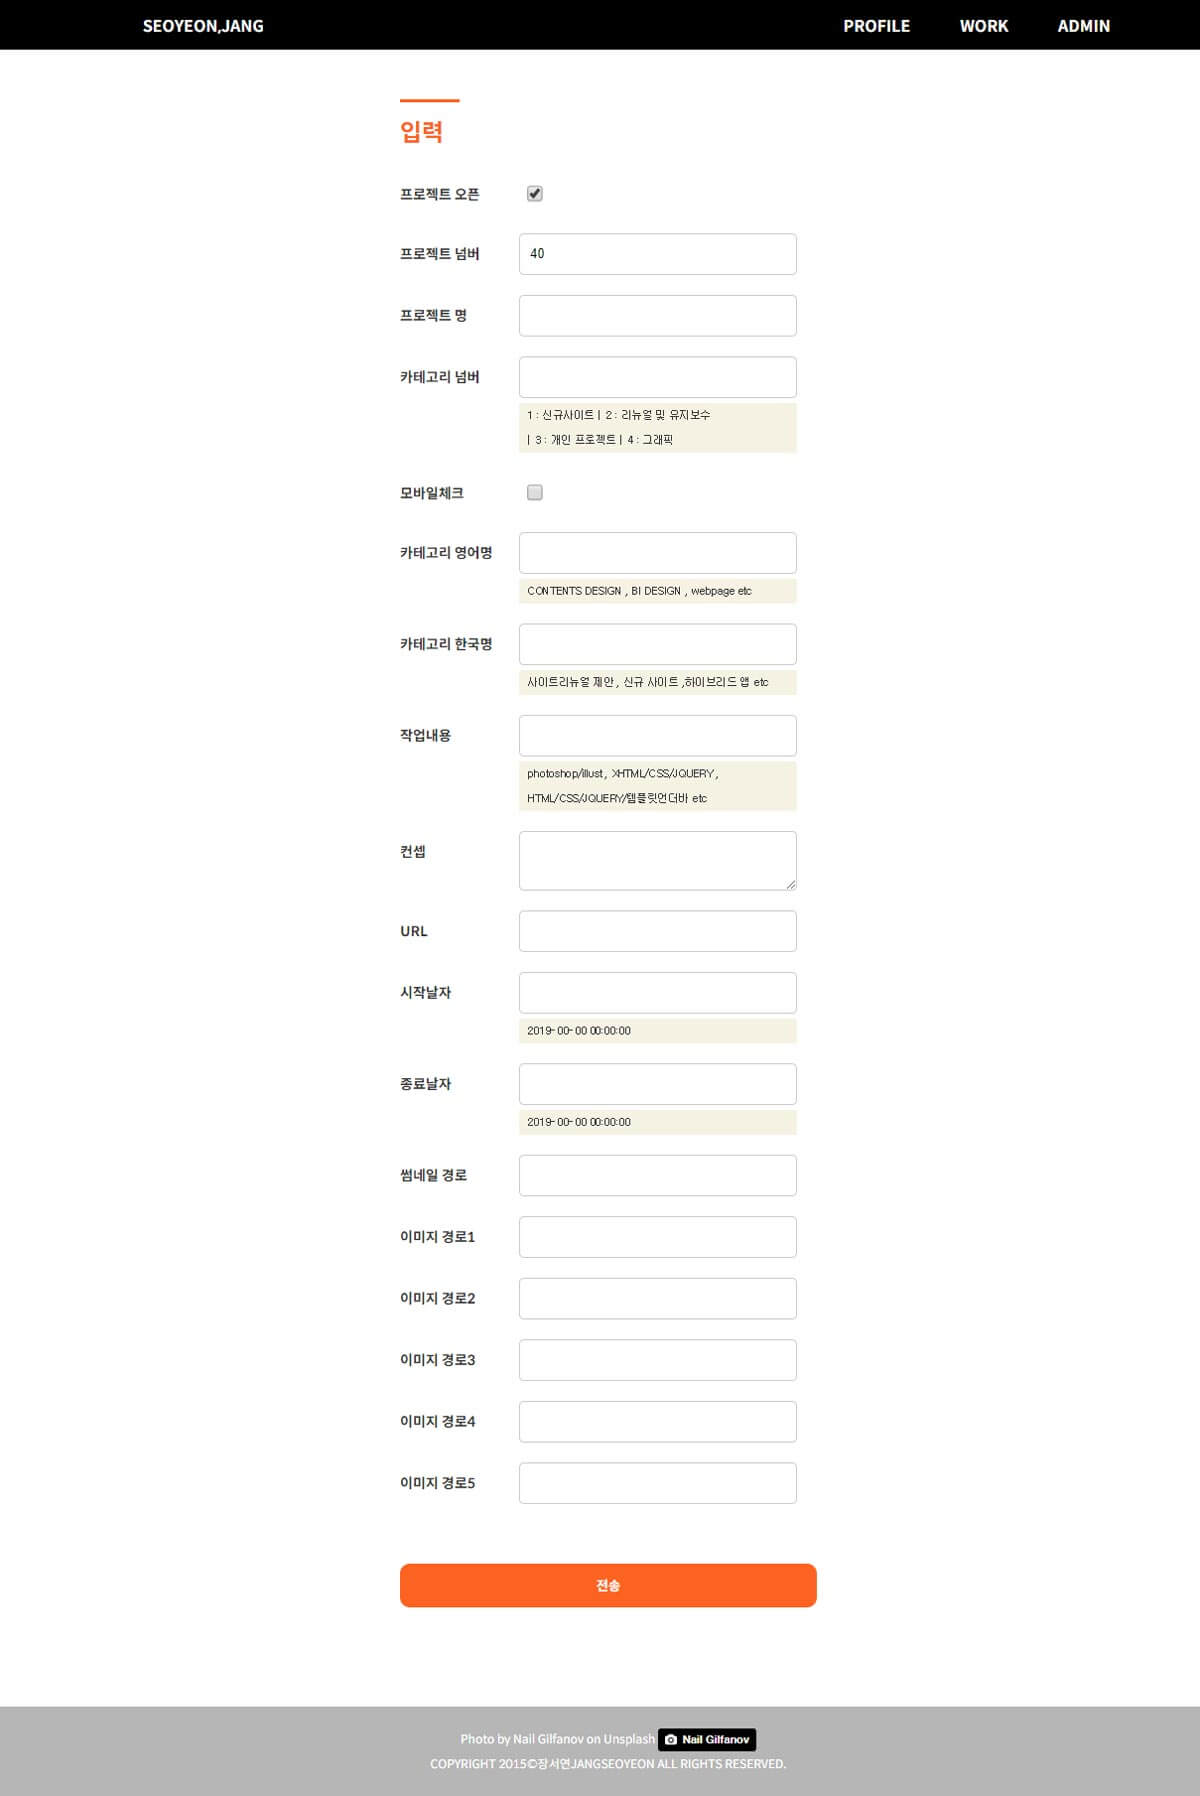 SEOYEON,JANG PROFILE WORK ADMIN
입력
프로젝트 오픈
프로젝트 넘버 40
프로젝트 명
카테고리 넘버
1 : 신규사이트 | 2 : 리뉴얼 및 유지보수
| 3 : 개인 프로젝트 | 4 : 그래픽
모바일체크
카테고리 영어명
CONTENTS DESIGN , BI DESIGN , webpage etc
카테고리 한국명
사이트리뉴얼 제안 , 신규 사이트 ,하이브리드 앱 etc
작업내용
photoshop/illust , XHTML/CSS/JQUERY ,
HTML/CSS/JQUERY/템플릿언더바 etc
컨셉
URL
시작날자
2019-00-00 00:00:00
종료날자
2019-00-00 00:00:00
썸네일 경로
이미지 경로1
이미지 경로2
이미지 경로3
이미지 경로4
이미지 경로5
전송
Photo by Nail Gilfanov on Unsplash Nail Gilfanov
COPYRIGHT 2015©장서연JANGSEOYEON ALL RIGHTS RESERVED.